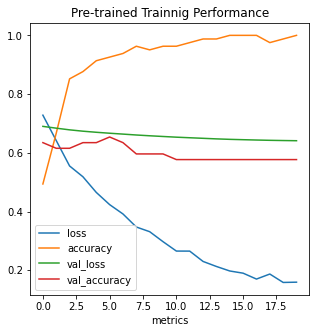 Pre-trained Trainnig Performance
1.0
0.8
0.6
0.4
0.2
loss
accuracy
val_loss
val_accuracy
0.0 2.5 5.0 7.5 10.0 12.5 15.0 17.5
metrics